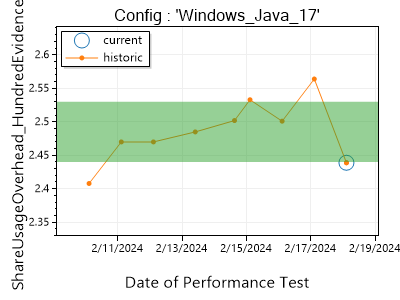 Config : 'Windows_Java_17'
current
historic
ShareUsageOverhead_HundredEvidence
2.6
2.55
2.5
2.45
2.4
2.35
2/11/2024
2/13/2024
2/15/2024
2/17/2024
2/19/2024
Date of Performance Test